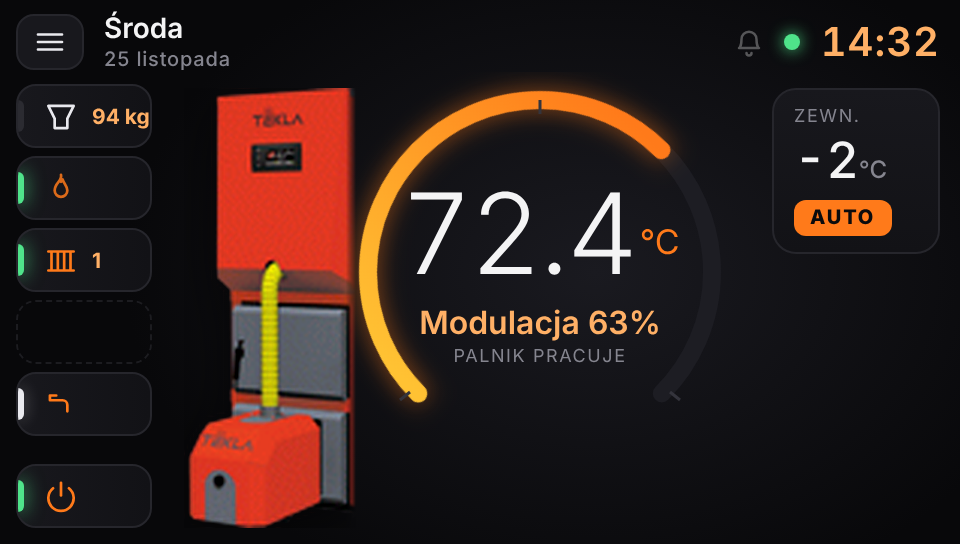 Środa
25 listopada
14:32
94 kg
1
TEKLA
TEKLA
72.4 °C
Modulacja 63%
PALNIK PRACUJE
ZEWN.
-2°C
AUTO